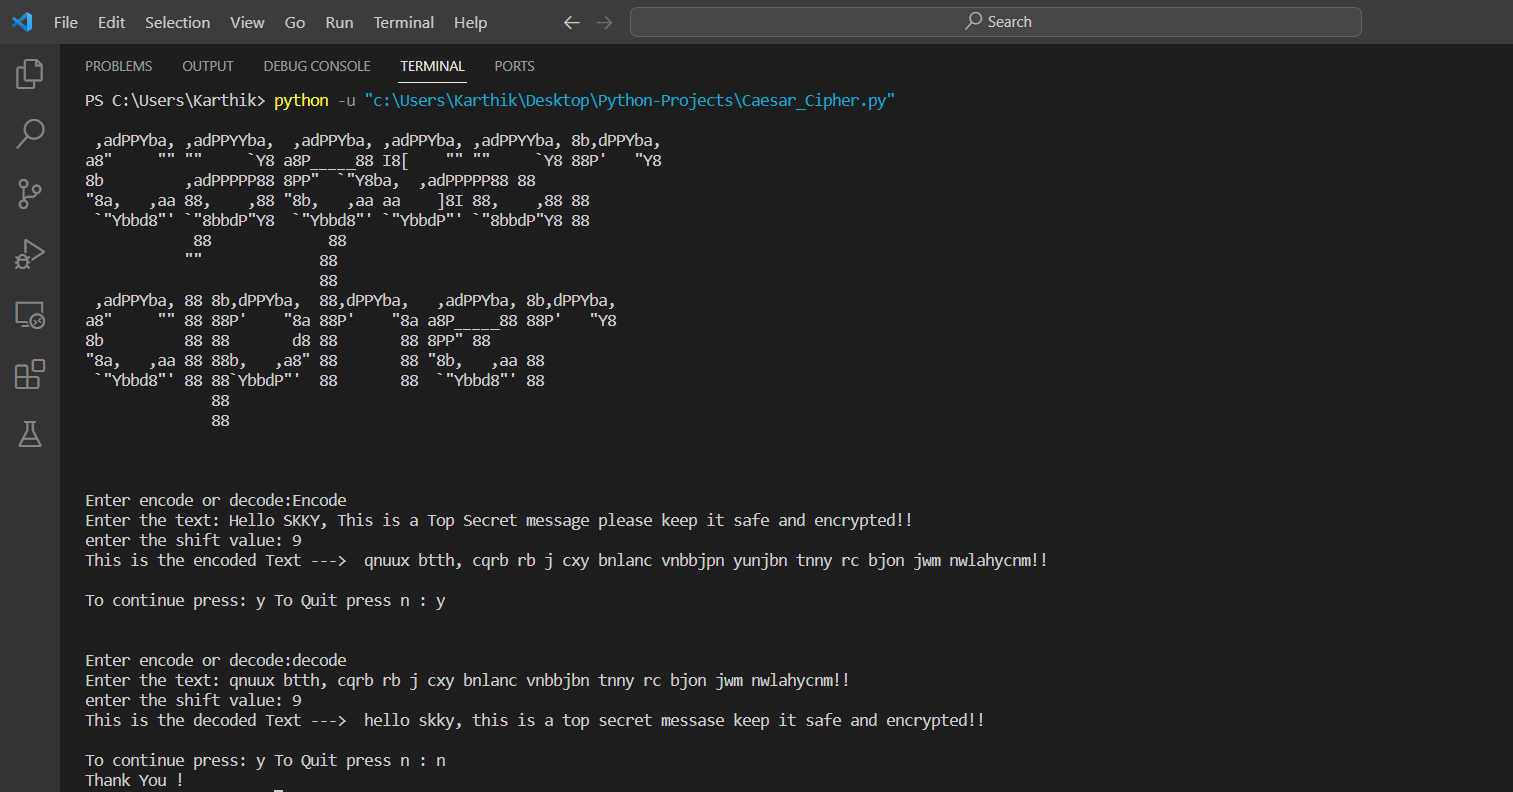 File Edit Selection View Go Run Terminal Help Search
PROBLEMS OUTPUT DEBUG CONSOLE TERMINAL PORTS
PS C:\Users\Karthik> python -u "c:\Users\Karthik\Desktop\Python-Projects\Caesar_Cipher.py"
 ,adPPYba, ,adPPYYba,  ,adPPYba, ,adPPYba, ,adPPYYba, 8b,dPPYba,
a8"     "" ""     `Y8 a8P_____88 I8[    "" ""     `Y8 88P'   "Y8
8b         ,adPPPPP88 8PP"  `"Y8ba,  ,adPPPPP88 88
"8a,   ,aa 88,    ,88 "8b,   ,aa aa    ]8I 88,    ,88 88
 `"Ybbd8"' `"8bbdP"Y8  `"Ybbd8"' `"YbbdP"' `"8bbdP"Y8 88
            88             88
           ""             88
                          88
 ,adPPYba, 88 8b,dPPYba,  88,dPPYba,   ,adPPYba, 8b,dPPYba,
a8"     "" 88 88P'    "8a 88P'    "8a a8P_____88 88P'   "Y8
8b         88 88       d8 88       88 8PP" 88
"8a,   ,aa 88 88b,   ,a8" 88       88 "8b,   ,aa 88
 `"Ybbd8"' 88 88`YbbdP"'  88       88  `"Ybbd8"' 88
              88
              88
Enter encode or decode:Encode
Enter the text: Hello SKKY, This is a Top Secret message please keep it safe and encrypted!!
enter the shift value: 9
This is the encoded Text --->  qnuux btth, cqrb rb j cxy bnlanc vnbbjpn yunjbn tnny rc bjon jwm nwlahycnm!!
To continue press: y To Quit press n : y
Enter encode or decode:decode
Enter the text: qnuux btth, cqrb rb j cxy bnlanc vnbbjbn tnny rc bjon jwm nwlahycnm!!
enter the shift value: 9
This is the decoded Text --->  hello skky, this is a top secret messase keep it safe and encrypted!!
To continue press: y To Quit press n : n
Thank You !